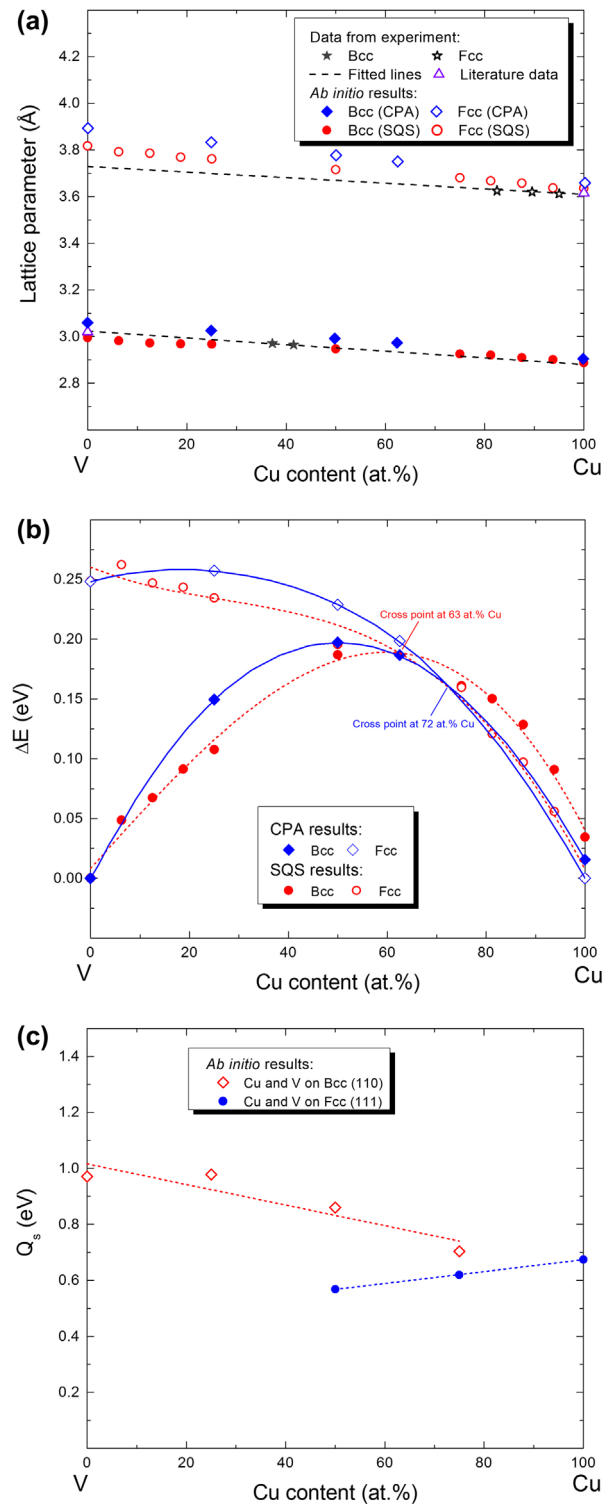 (a)
Data from experiment:
Bcc Fcc
Fitted lines Literature data
Ab initio results:
Bcc (CPA) Fcc (CPA)
Bcc (SQS) Fcc (SQS)
Lattice parameter (Å)
4.2
4.0
3.8
3.6
3.4
3.2
3.0
2.8
0 20 40 60 80 100
V Cu content (at.%) Cu
(b)
ΔE (eV)
0.25
0.20
0.15
0.10
0.05
0.00
Cross point at 63 at.% Cu
Cross point at 72 at.% Cu
CPA results:
Bcc Fcc
SQS results:
Bcc Fcc
0 20 40 60 80 100
V Cu content (at.%) Cu
(c)
Ab initio results:
Cu and V on Bcc (110)
Cu and V on Fcc (111)
Qs (eV)
1.4
1.2
1.0
0.8
0.6
0.4
0.2
0 20 40 60 80 100
V Cu content (at.%) Cu